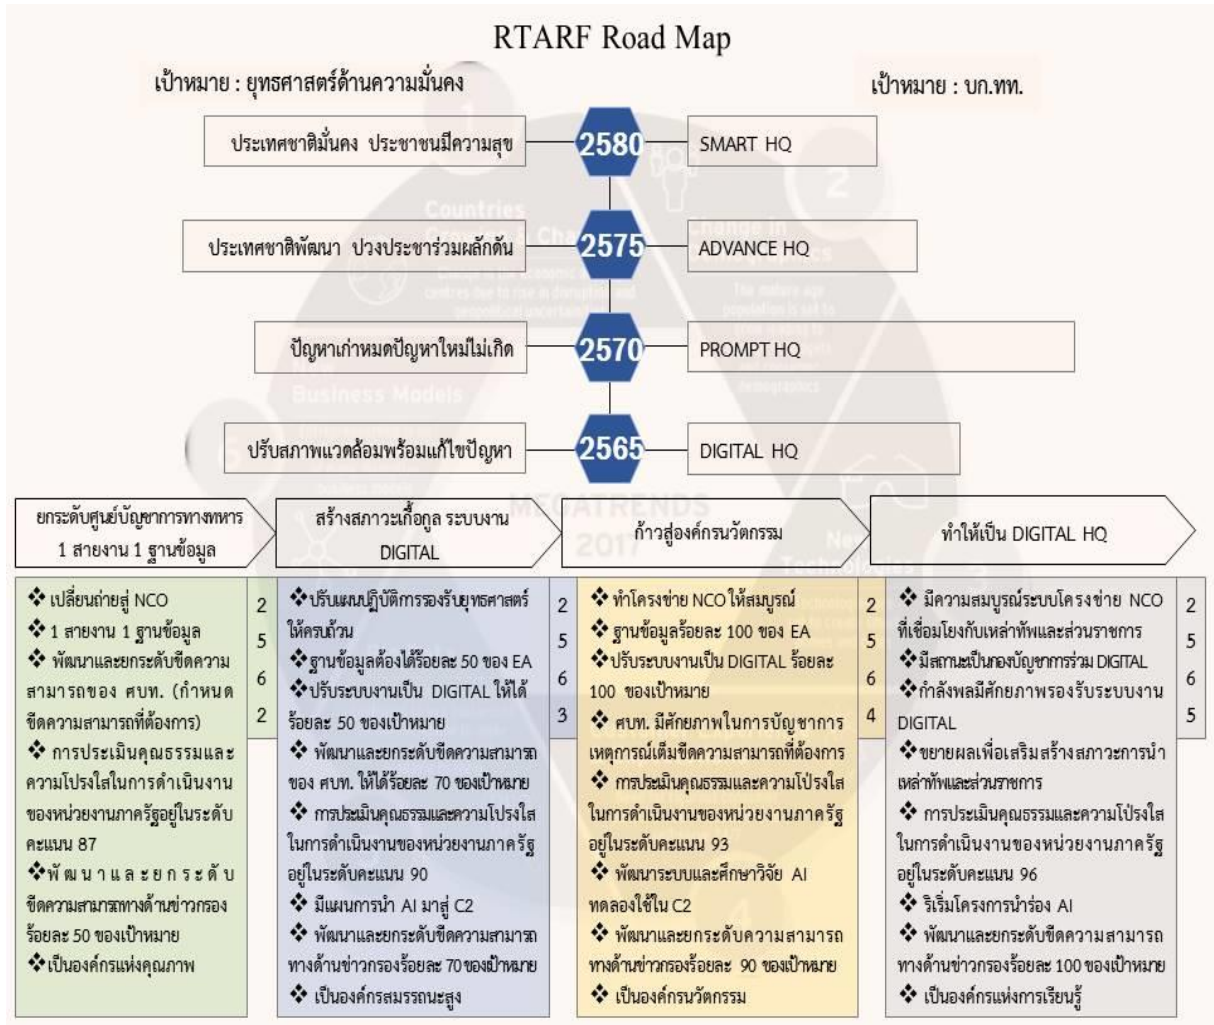 RTARF Road Map
เป้าหมาย : ยุทธศาสตร์ด้านความมั่นคง
เป้าหมาย : บก.ทท.
ประเทศชาติมั่นคง ประชาชนมีความสุข
2580
SMART HQ
ประเทศชาติพัฒนา ปวงประชาร่วมผลักดัน
2575
ADVANCE HQ
ปัญหาเก่าหมดปัญหาใหม่ไม่เกิด
2570
PROMPT HQ
ปรับสภาพแวดล้อมพร้อมแก้ไขปัญหา
2565
DIGITAL HQ
ยกระดับศูนย์บัญชาการทางทหาร
1 สายงาน 1 ฐานข้อมูล
❖ เปลี่ยนถ่ายสู่ NCO
❖ 1 สายงาน 1 ฐานข้อมูล
❖ พัฒนาและยกระดับขีดความ
สามารถของ ศบท. (กำหนด
ขีดความสามารถที่ต้องการ)
❖ การประเมินคุณธรรมและ
ความโปร่งใสในการดำเนินงาน
ของหน่วยงานภาครัฐอยู่ในระดับ
คะแนน 87
❖พัฒนาและยกระดับ
ขีดความสามารถทางด้านข่าวกรอง
ร้อยละ 50 ของเป้าหมาย
❖เป็นองค์กรแห่งคุณภาพ
2
5
6
2
สร้างสภาวะเกื้อกูล ระบบงาน
DIGITAL
❖ปรับแผนปฏิบัติการรองรับยุทธศาสตร์
ให้ครบถ้วน
❖ฐานข้อมูลต้องได้ร้อยละ 50 ของ EA
❖ปรับระบบงานเป็น DIGITAL ให้ได้
ร้อยละ 50 ของเป้าหมาย
❖ พัฒนาและยกระดับขีดความสามารถ
ของ ศบท. ให้ได้ร้อยละ 70 ของเป้าหมาย
❖ การประเมินคุณธรรมและความโปร่งใส
ในการดำเนินงานของหน่วยงานภาครัฐ
อยู่ในระดับคะแนน 90
❖ มีแผนการนำ AI มาสู่ C2
❖ พัฒนาและยกระดับขีดความสามารถ
ทางด้านข่าวกรองร้อยละ 70 ของเป้าหมาย
❖ เป็นองค์กรสมรรถนะสูง
2
5
6
3
ก้าวสู่องค์กรนวัตกรรม
❖ ทำโครงข่าย NCO ให้สมบูรณ์
❖ ฐานข้อมูลร้อยละ 100 ของ EA
❖ปรับระบบงานเป็น DIGITAL ร้อยละ
100 ของเป้าหมาย
❖ ศบท. มีศักยภาพในการบัญชาการ
เหตุการณ์เต็มขีดความสามารถที่ต้องการ
❖ การประเมินคุณธรรมและความโปร่งใส
ในการดำเนินงานของหน่วยงานภาครัฐ
อยู่ในระดับคะแนน 93
❖ พัฒนาระบบและศึกษาวิจัย AI
ทดลองใช้ใน C2
❖ พัฒนาและยกระดับความสามารถ
ทางด้านข่าวกรองร้อยละ 90 ของเป้าหมาย
❖ เป็นองค์กรนวัตกรรม
2
5
6
4
ทำให้เป็น DIGITAL HQ
❖ มีความสมบูรณ์ระบบโครงข่าย NCO
ที่เชื่อมโยงกับเหล่าทัพและส่วนราชการ
❖มีสถานะเป็นกองบัญชาการร่วม DIGITAL
❖กำลังพลมีศักยภาพรองรับระบบงาน
DIGITAL
❖ขยายผลเพื่อเสริมสร้างสภาวะการนำ
เหล่าทัพและส่วนราชการ
❖ การประเมินคุณธรรมและความโปร่งใส
ในการดำเนินงานของหน่วยงานภาครัฐ
อยู่ในระดับคะแนน 96
❖ ริเริ่มโครงการนำร่อง AI
❖ พัฒนาและยกระดับขีดความสามารถ
ทางด้านข่าวกรองร้อยละ 100 ของเป้าหมาย
❖ เป็นองค์กรแห่งการเรียนรู้
2
5
6
5
MEGATRENDS
2017